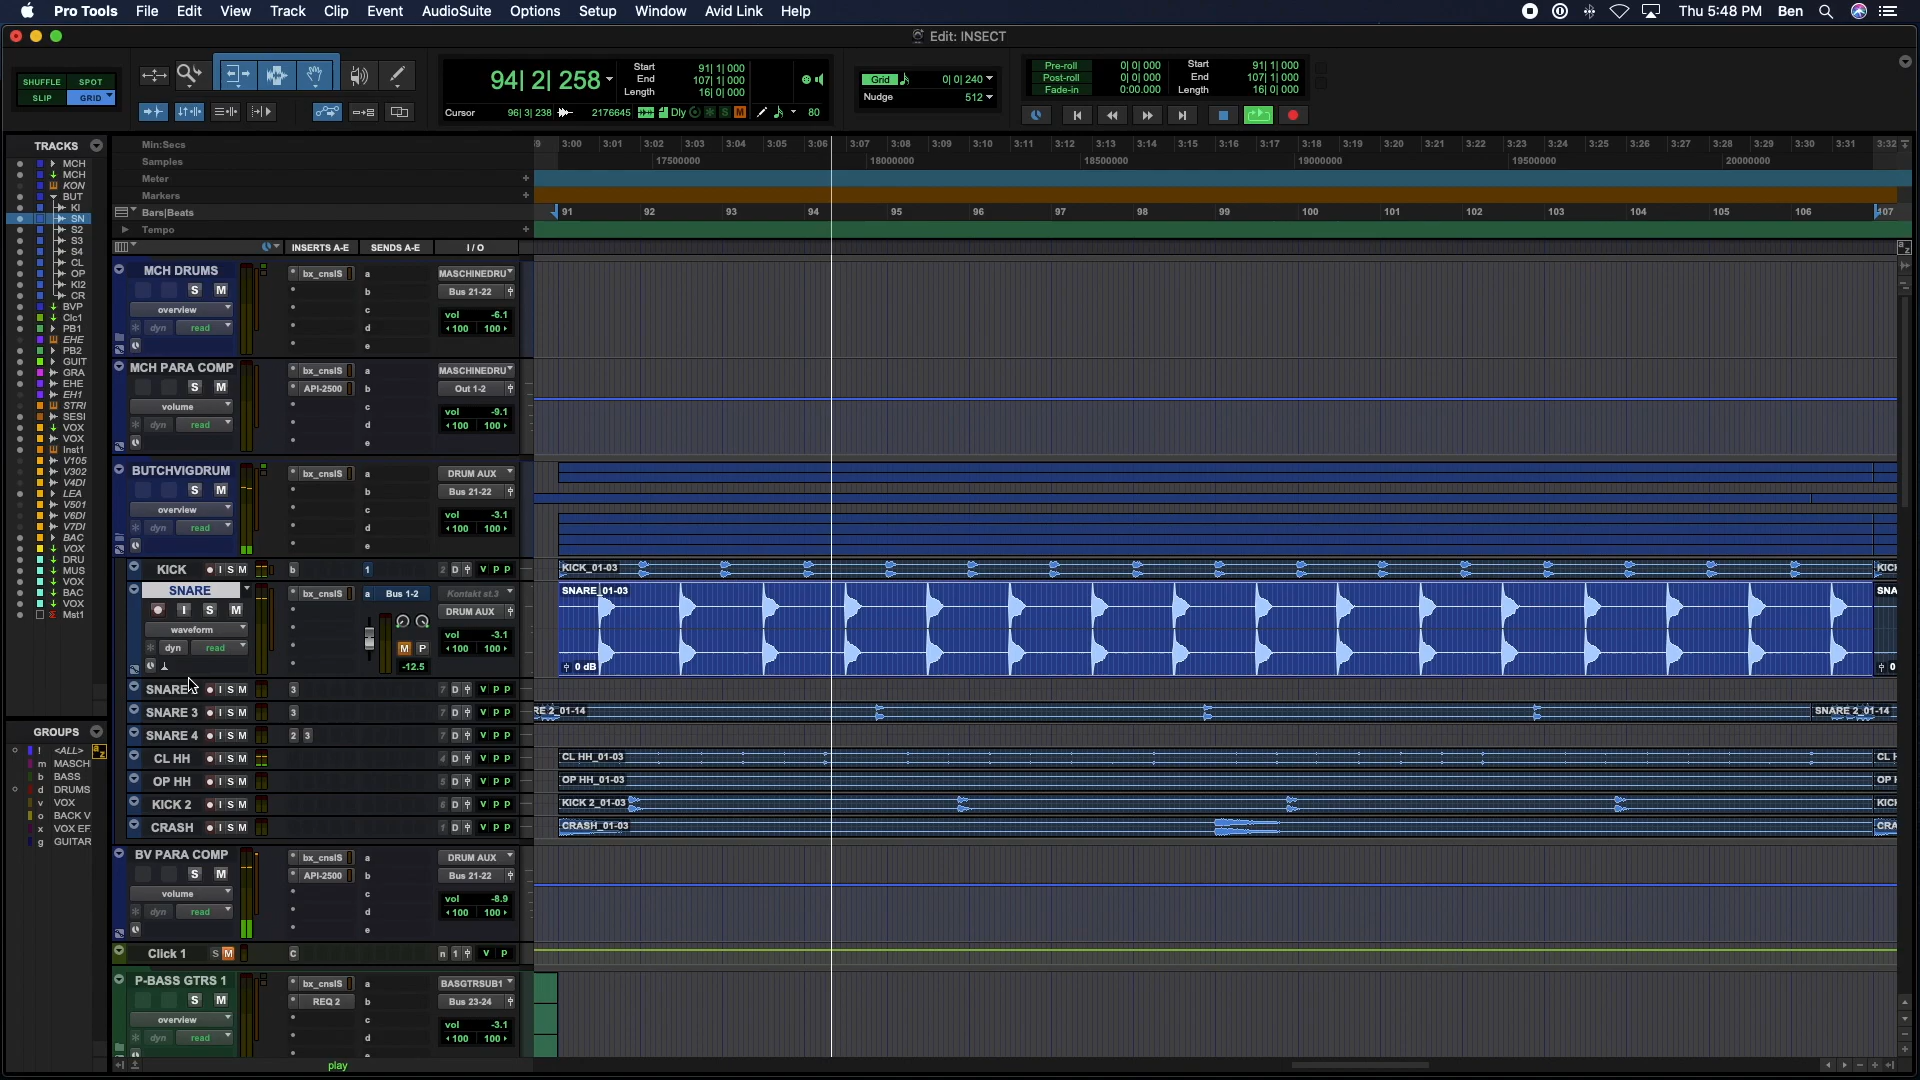 Pro Tools File Edit View Track Clip Event AudioSuite Options Setup Window Avid Link Help Thu 5:48 PM Ben
Edit: INSECT
SHUFFLE SPOT
SLIP GRID
94| 2| 258
Start 91| 1| 000
End 107| 1| 000
Length 16| 0| 000
Cursor 96| 3| 238 2176645 Dly S M 80
Grid 0| 0| 240
Nudge 512
Pre-roll 0| 0| 000 Start 91| 1| 000
Post-roll 0| 0| 000 End 107| 1| 000
Fade-in 0:00.000 Length 16| 0| 000
TRACKS
MCH
MCH
KON
BUT
KI
SN
S2
S3
S4
CL
OP
KI2
CR
BVP
Clc1
PB1
EHE
PB2
GUIT
GRA
EHE
EH1
STRI
SESI
VOX
VOX
Inst1
V105
V302
V4DI
LEA
V501
V6DI
V7DI
BAC
VOX
DRU
MUS
VOX
BAC
VOX
Mst1
GROUPS
! <ALL>
m MASCH
b BASS
d DRUMS
v VOX
o BACK V
x VOX EF
g GUITAR
Min:Secs 3:00 3:01 3:02 3:03 3:04 3:05 3:06 3:07 3:08 3:09 3:10 3:11 3:12 3:13 3:14 3:15 3:16 3:17 3:18 3:19 3:20 3:21 3:22 3:23 3:24 3:25 3:26 3:27 3:28 3:29 3:30 3:31 3:32
Samples 17500000 18000000 18500000 19000000 19500000 20000000
Meter
Markers
Bars|Beats 91 92 93 94 95 96 97 98 99 100 101 102 103 104 105 106 107
Tempo
INSERTS A-E SENDS A-E I / O
MCH DRUMS bx_cnslS a MASCHINEDRU
S M b Bus 21-22
overview c vol -6.1
dyn read d 100 100
e
MCH PARA COMP bx_cnslS a MASCHINEDRU
S M API-2500 b Out 1-2
volume c vol -9.1
dyn read d 100 100
e
BUTCHVIGDRUM bx_cnslS a DRUM AUX
S M b Bus 21-22
overview c vol -3.1
dyn read d 100 100
e
KICK I S M b 1 2 D V P P KICK_01-03
SNARE bx_cnslS a Bus 1-2 Kontakt st.3 SNARE_01-03 SNA
I S M DRUM AUX
waveform vol -3.1
dyn read M P 100 100
-12.5 0 dB 0
SNARE I S M 3 7 D V P P
SNARE 3 I S M 3 7 D V P P RE 2_01-14 SNARE 2_01-14
SNARE 4 I S M 2 3 7 D V P P
CL HH I S M 4 D V P P CL HH_01-03
OP HH I S M 5 D V P P OP HH_01-03
KICK 2 I S M 6 D V P P KICK 2_01-03
CRASH I S M 1 D V P P CRASH_01-03 CRA
BV PARA COMP bx_cnslS a DRUM AUX
S M API-2500 b Bus 21-22
volume c vol -8.9
dyn read d 100 100
e
Click 1 S M C n 1 V P
P-BASS GTRS 1 bx_cnslS a BASGTRSUB1
S M REQ 2 b Bus 23-24
overview c vol -3.1
dyn read d 100 100
play